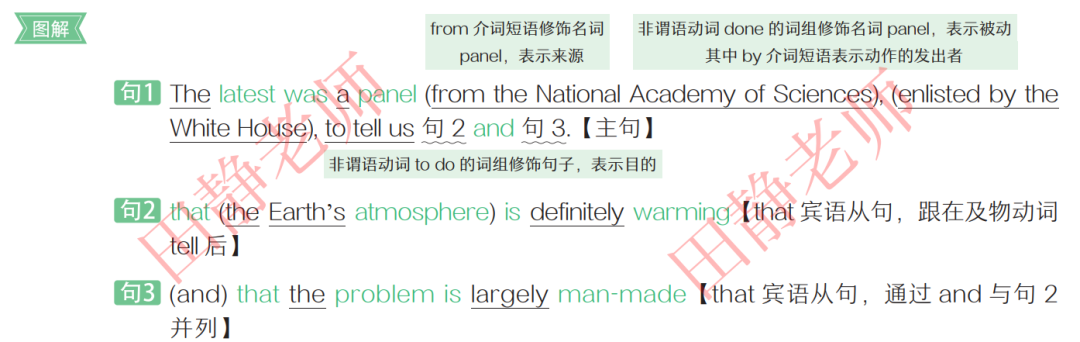 图解
from 介词短语修饰名词
panel，表示来源
非谓语动词 done 的词组修饰名词 panel，表示被动
其中 by 介词短语表示动作的发出者
句1 The latest was a panel (from the National Academy of Sciences), (enlisted by the
White House), to tell us 句 2 and 句 3.【主句】
非谓语动词 to do 的词组修饰句子，表示目的
句2 that (the Earth's atmosphere) is definitely warming【that 宾语从句，跟在及物动词
tell 后】
句3 (and) that the problem is largely man-made【that 宾语从句，通过 and 与句 2
并列】
田静老师
田静老师